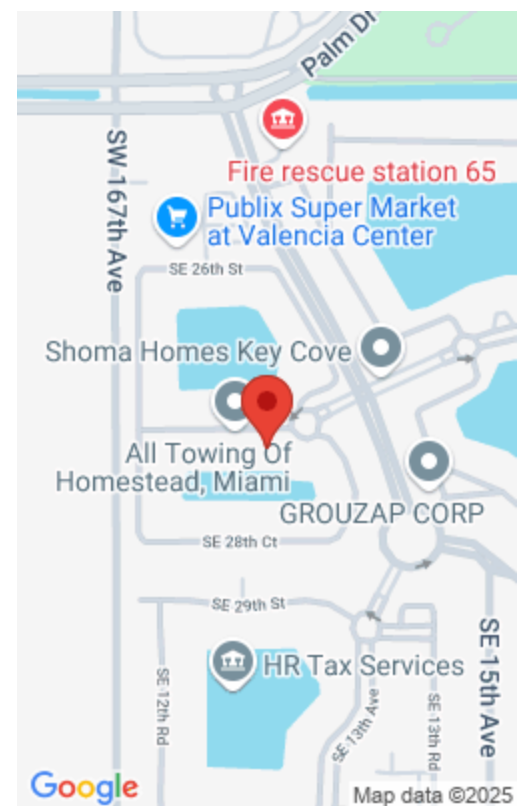 Palm Dr
SW 167th Ave
Fire rescue station 65
Publix Super Market
at Valencia Center
SE 26th St
Shoma Homes Key Cove
All Towing Of
Homestead, Miami
GROUZAP CORP
SE 28th Ct
SE 29th St
HR Tax Services
SE 12th Rd
SE 13th Ave
SE 13th Rd
SE 15th Ave
Google
Map data ©2025